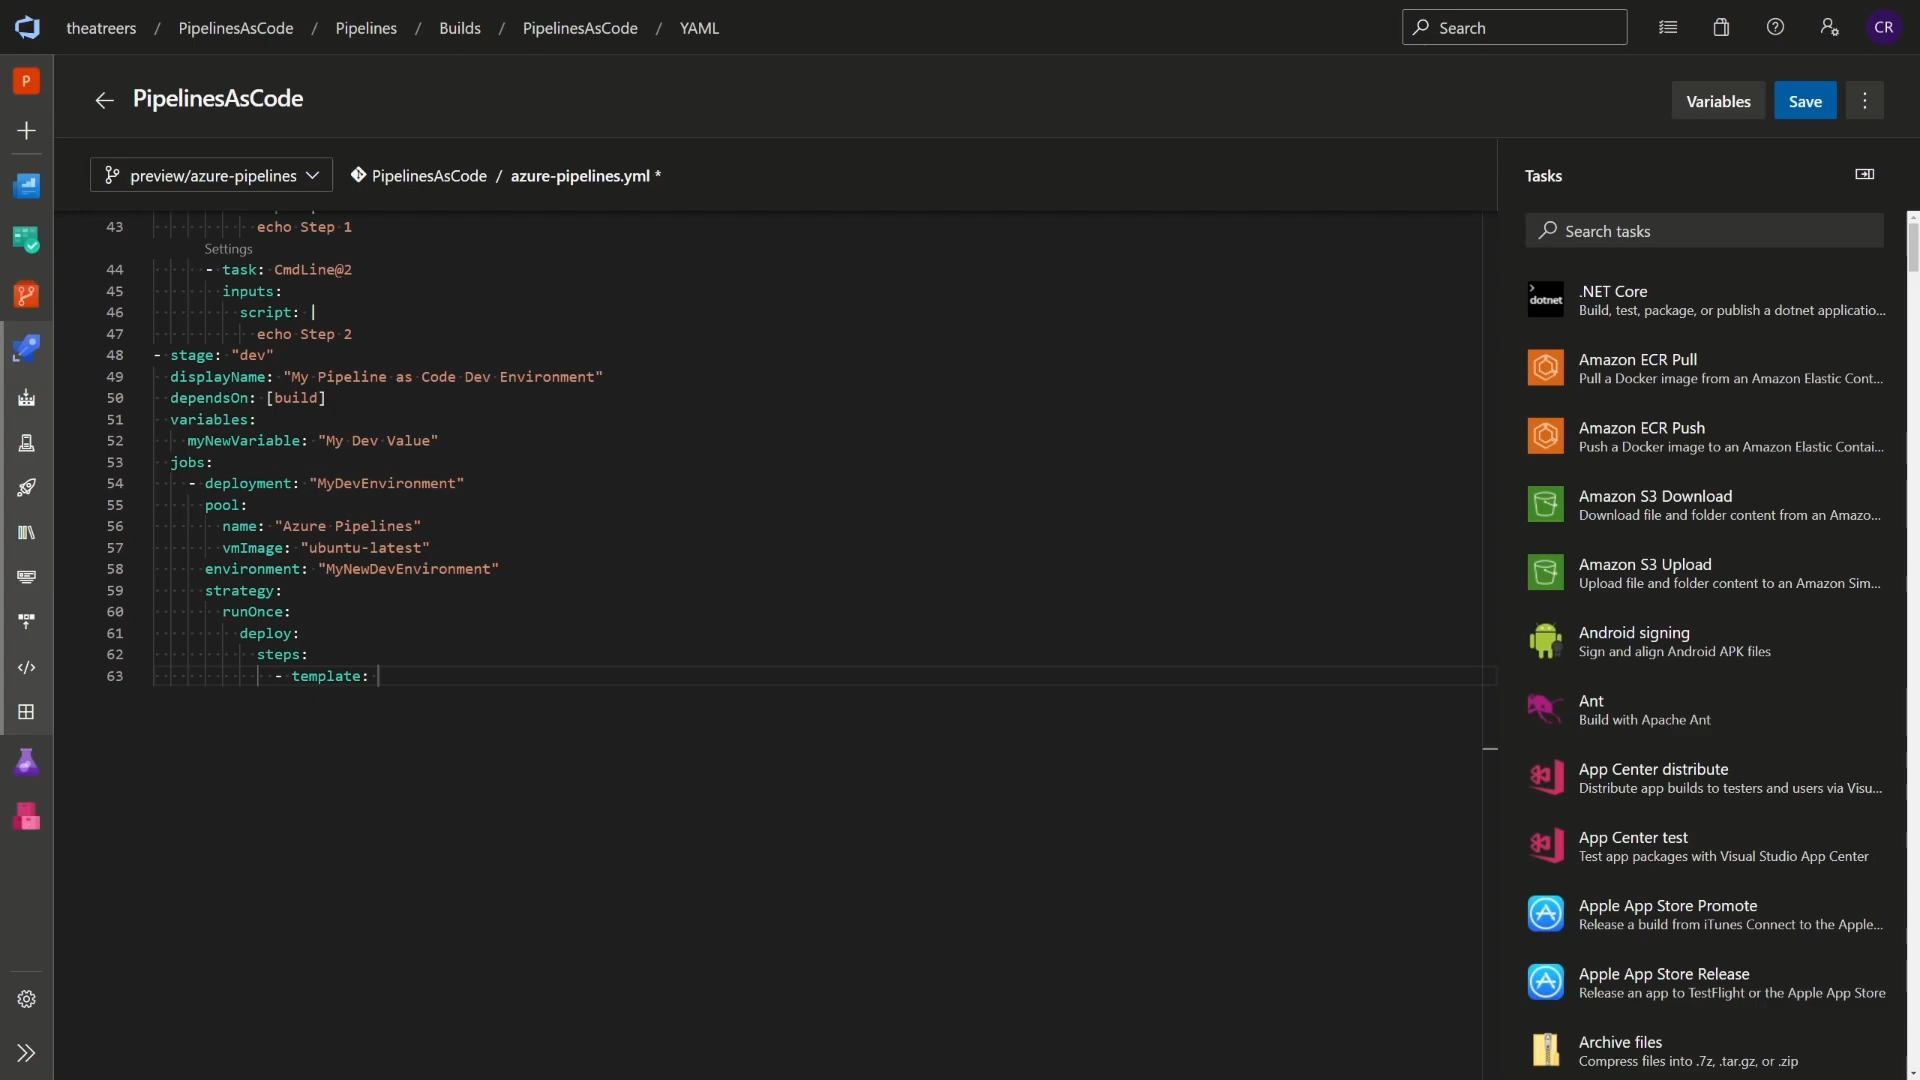 theatreers / PipelinesAsCode / Pipelines / Builds / PipelinesAsCode / YAML
Search
CR
P
PipelinesAsCode
Variables
Save
preview/azure-pipelines
PipelinesAsCode / azure-pipelines.yml *
43 echo Step 1
Settings
44 - task: CmdLine@2
45 inputs:
46 script: |
47 echo Step 2
48 - stage: "dev"
49 displayName: "My Pipeline as Code Dev Environment"
50 dependsOn: [build]
51 variables:
52 myNewVariable: "My Dev Value"
53 jobs:
54 - deployment: "MyDevEnvironment"
55 pool:
56 name: "Azure Pipelines"
57 vmImage: "ubuntu-latest"
58 environment: "MyNewDevEnvironment"
59 strategy:
60 runOnce:
61 deploy:
62 steps:
63 - template:
Tasks
Search tasks
dotnet
.NET Core
Build, test, package, or publish a dotnet applicatio...
Amazon ECR Pull
Pull a Docker image from an Amazon Elastic Cont...
Amazon ECR Push
Push a Docker image to an Amazon Elastic Contai...
Amazon S3 Download
Download file and folder content from an Amazo...
Amazon S3 Upload
Upload file and folder content to an Amazon Sim...
Android signing
Sign and align Android APK files
Ant
Build with Apache Ant
App Center distribute
Distribute app builds to testers and users via Visu...
App Center test
Test app packages with Visual Studio App Center
Apple App Store Promote
Release a build from iTunes Connect to the Apple...
Apple App Store Release
Release an app to TestFlight or the Apple App Store
Archive files
Compress files into .7z, .tar.gz, or .zip